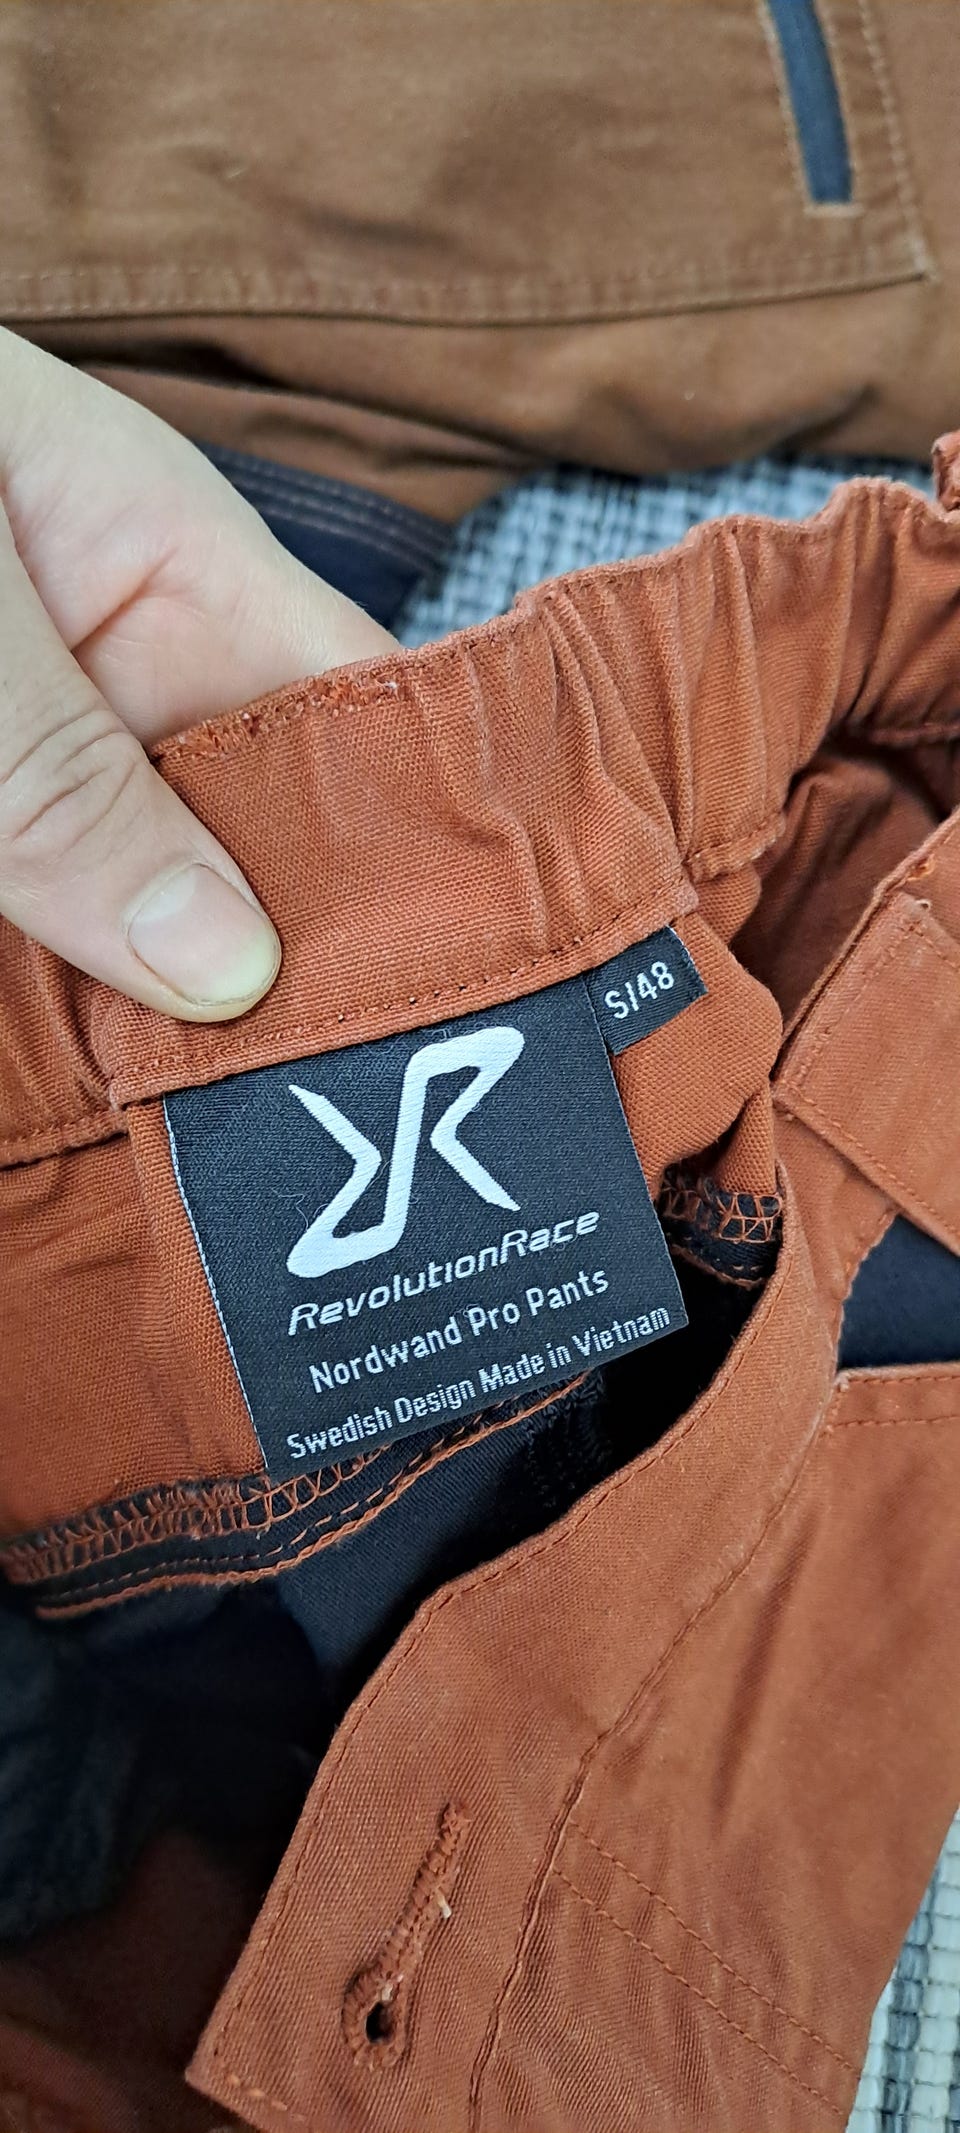 S/48
RevolutionRace
Nordwand Pro Pants
Swedish Design Made in Vietnam